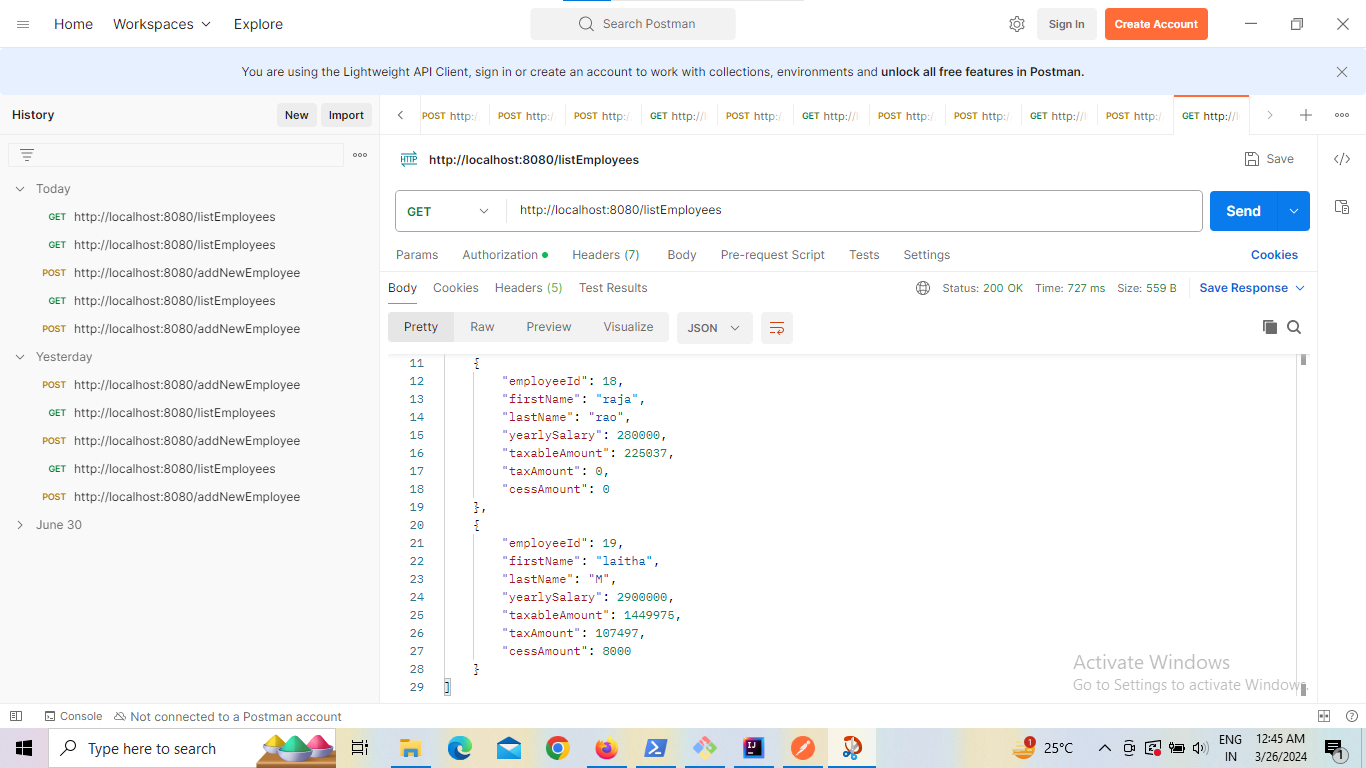 Home Workspaces Explore Search Postman Sign In Create Account
You are using the Lightweight API Client, sign in or create an account to work with collections, environments and unlock all free features in Postman.
History New Import POST http:/ POST http:/ POST http:/ GET http:// POST http:/ GET http:// POST http:/ POST http:/ GET http:// POST http:/ GET http://
HTTP http://localhost:8080/listEmployees Save
Today
GET http://localhost:8080/listEmployees
GET http://localhost:8080/listEmployees
POST http://localhost:8080/addNewEmployee
GET http://localhost:8080/listEmployees
POST http://localhost:8080/addNewEmployee
Yesterday
POST http://localhost:8080/addNewEmployee
GET http://localhost:8080/listEmployees
POST http://localhost:8080/addNewEmployee
GET http://localhost:8080/listEmployees
POST http://localhost:8080/addNewEmployee
June 30
GET http://localhost:8080/listEmployees Send
Params Authorization Headers (7) Body Pre-request Script Tests Settings Cookies
Body Cookies Headers (5) Test Results Status: 200 OK Time: 727 ms Size: 559 B Save Response
Pretty Raw Preview Visualize JSON
11 {
12 "employeeId": 18,
13 "firstName": "raja",
14 "lastName": "rao",
15 "yearlySalary": 280000,
16 "taxableAmount": 225037,
17 "taxAmount": 0,
18 "cessAmount": 0
19 },
20 {
21 "employeeId": 19,
22 "firstName": "laitha",
23 "lastName": "M",
24 "yearlySalary": 2900000,
25 "taxableAmount": 1449975,
26 "taxAmount": 107497,
27 "cessAmount": 8000
28 }
29 ]
Activate Windows
Go to Settings to activate Windows.
Console Not connected to a Postman account
Type here to search 1 25°C ENG IN 12:45 AM 3/26/2024 1